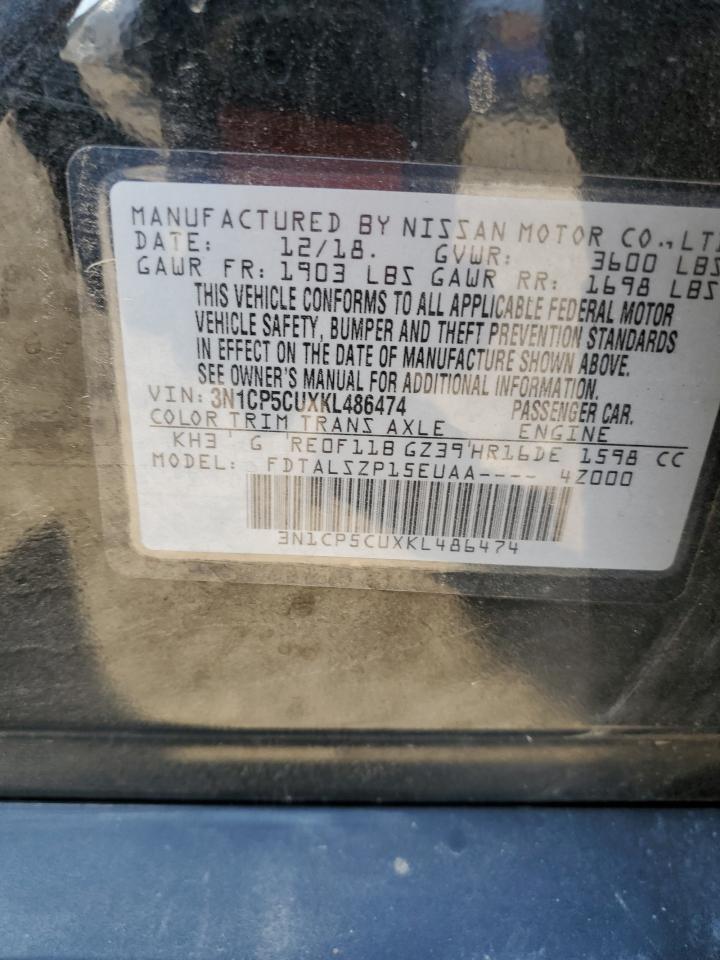 MANUFACTURED BY NISSAN MOTOR CO., LTD
DATE: 12/18. GVWR: 3600 LBS
GAWR FR: 1903 LBS GAWR RR: 1698 LBS
THIS VEHICLE CONFORMS TO ALL APPLICABLE FEDERAL MOTOR
VEHICLE SAFETY, BUMPER AND THEFT PREVENTION STANDARDS
IN EFFECT ON THE DATE OF MANUFACTURE SHOWN ABOVE.
SEE OWNER'S MANUAL FOR ADDITIONAL INFORMATION.
VIN: 3N1CP5CUXKL486474 PASSENGER CAR.
COLOR TRIM TRANS AXLE ENGINE
KH3 G RE0F11B GZ39 HR16DE 1598 CC
MODEL: FDTALSZP15EUAA---- 4Z000
3N1CP5CUXKL486474